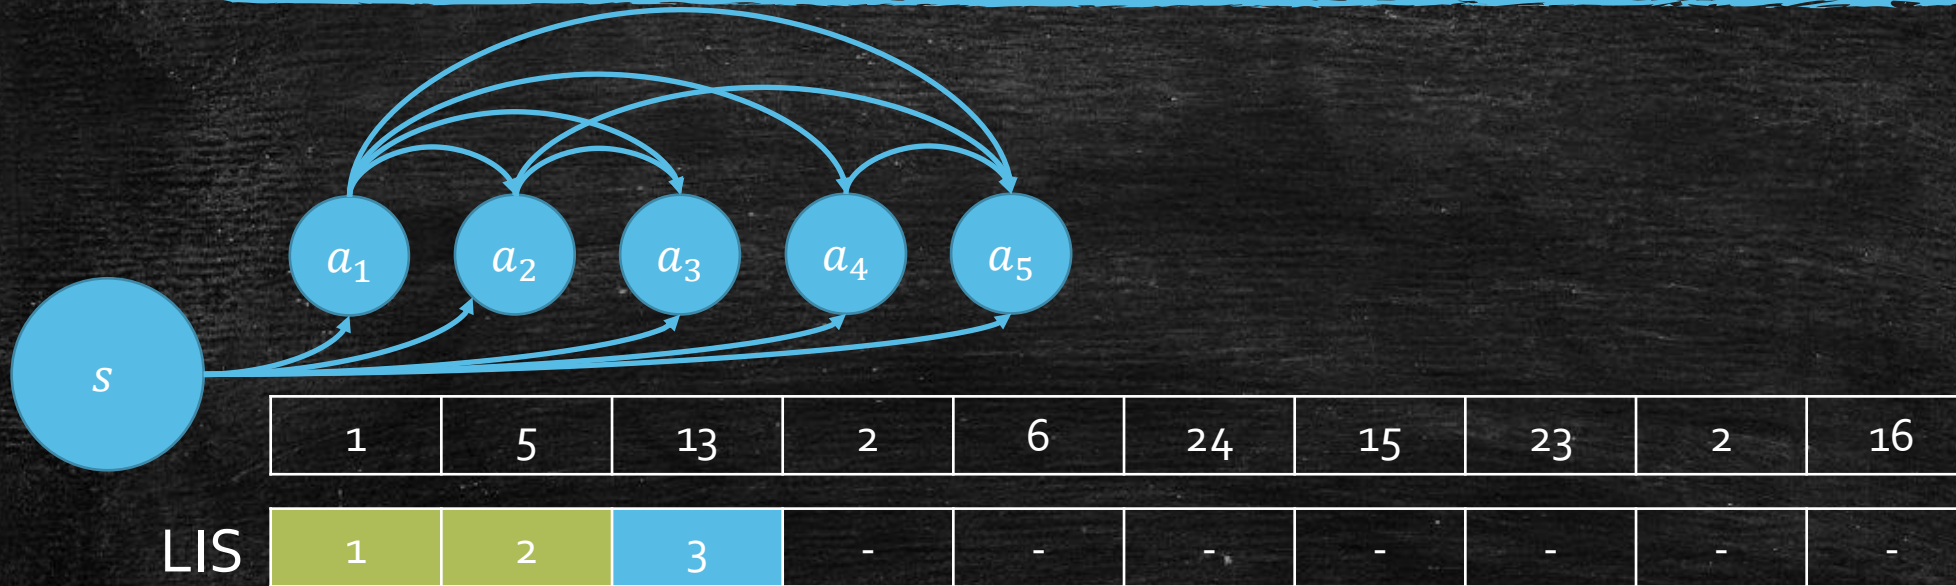 a₁ a₂ a₃ a₄ a₅
s
1 5 13 2 6 24 15 23 2 16
LIS 1 2 3 - - - - - - -